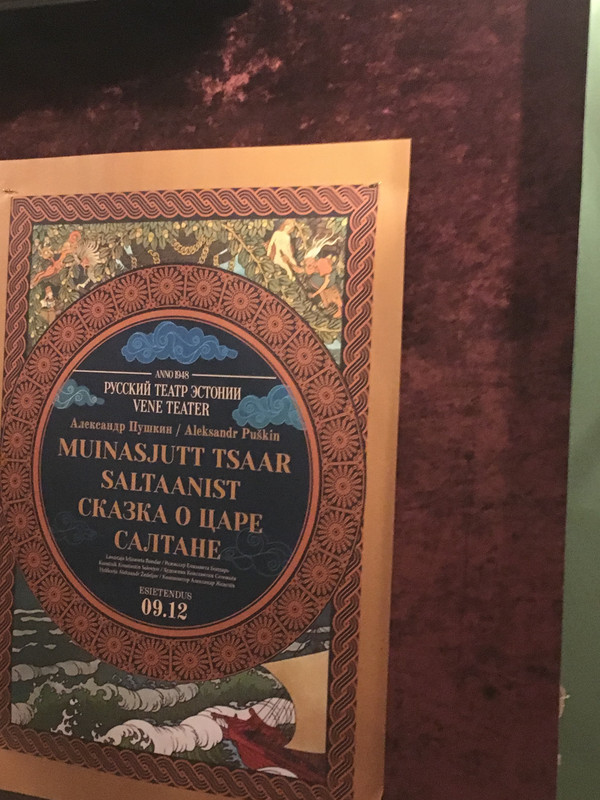 ANNO 1948
РУССКИЙ ТЕАТР ЭСТОНИИ
VENE TEATER
Александр Пушкин / Aleksandr Puškin
MUINASJUTT TSAAR
SALTAANIST
СКАЗКА О ЦАРЕ
САЛТАНЕ
ESIETENDUS
09.12